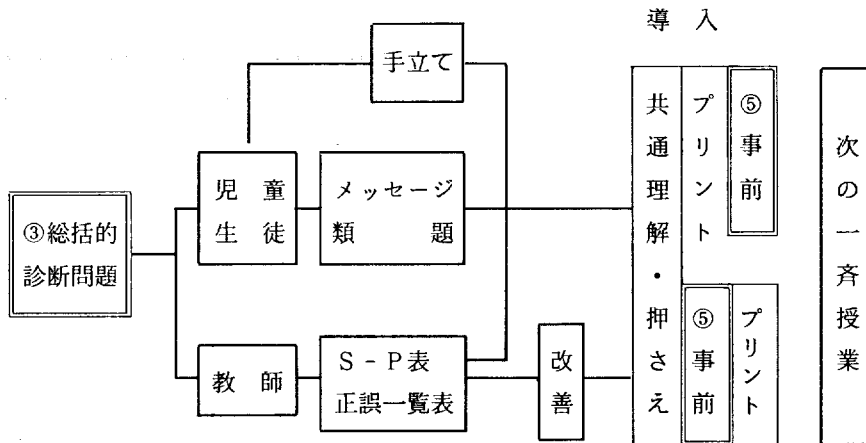 導入
手立て
③総括的
診断問題
児童
生徒
メッセージ
類題
教師
S-P表
正誤一覧表
改善
共通理解・押さえ
プリント
⑤事前
⑤事前
プリント
次の一斉授業